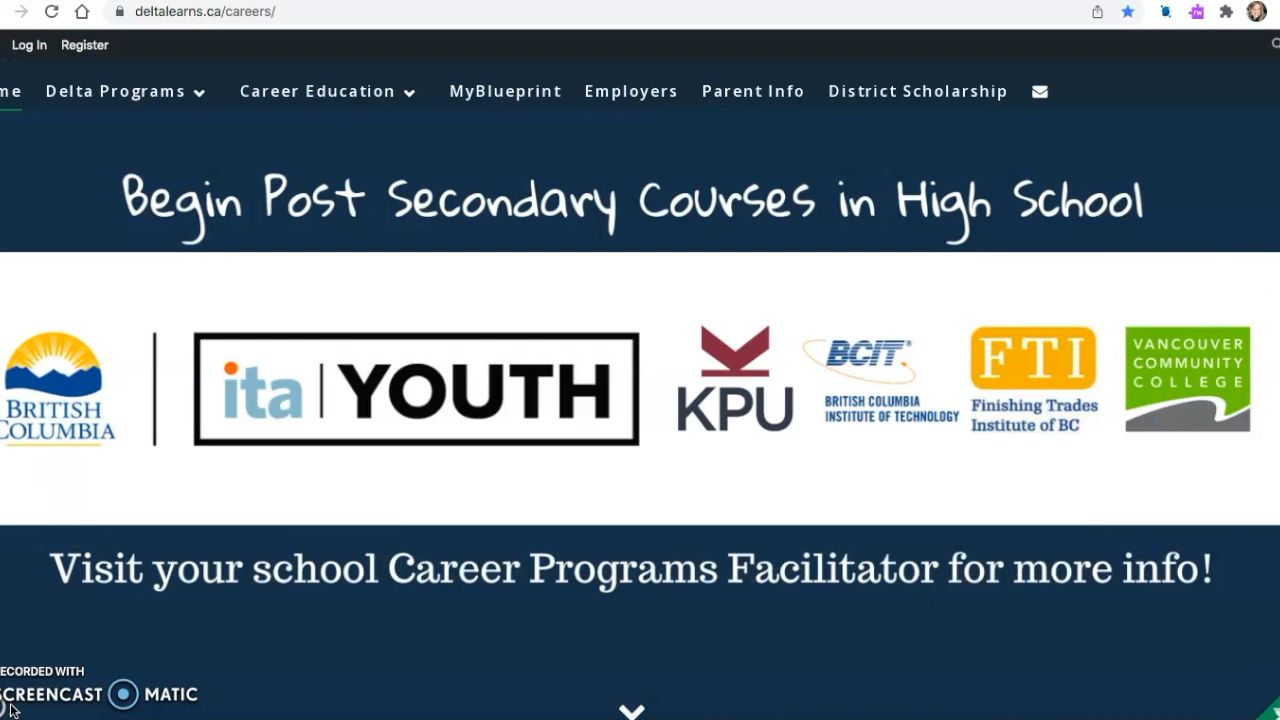 deltalearns.ca/careers/
Log In Register
me Delta Programs Career Education MyBlueprint Employers Parent Info District Scholarship
Begin Post Secondary Courses in High School
BRITISH
COLUMBIA
ita | YOUTH
KPU
BCIT
BRITISH COLUMBIA
INSTITUTE OF TECHNOLOGY
FTI
Finishing Trades
Institute of BC
VANCOUVER
COMMUNITY
COLLEGE
Visit your school Career Programs Facilitator for more info!
ECORDED WITH
SCREENCAST MATIC